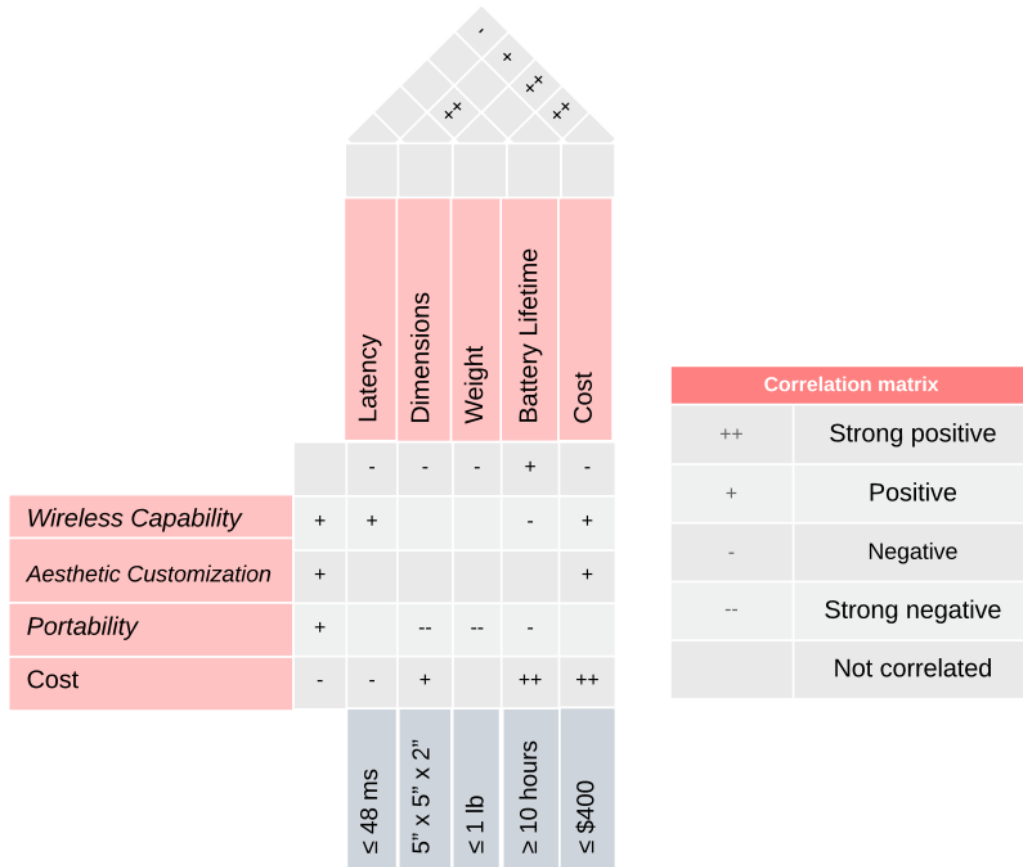 -
+
++
++ ++
Latency
Dimensions
Weight
Battery Lifetime
Cost
- - - + -
Wireless Capability + + - +
Aesthetic Customization + +
Portability + -- -- -
Cost - - + ++ ++
≤ 48 ms
5” x 5” x 2”
≤ 1 lb
≥ 10 hours
≤ $400
Correlation matrix
++ Strong positive
+ Positive
- Negative
-- Strong negative
Not correlated